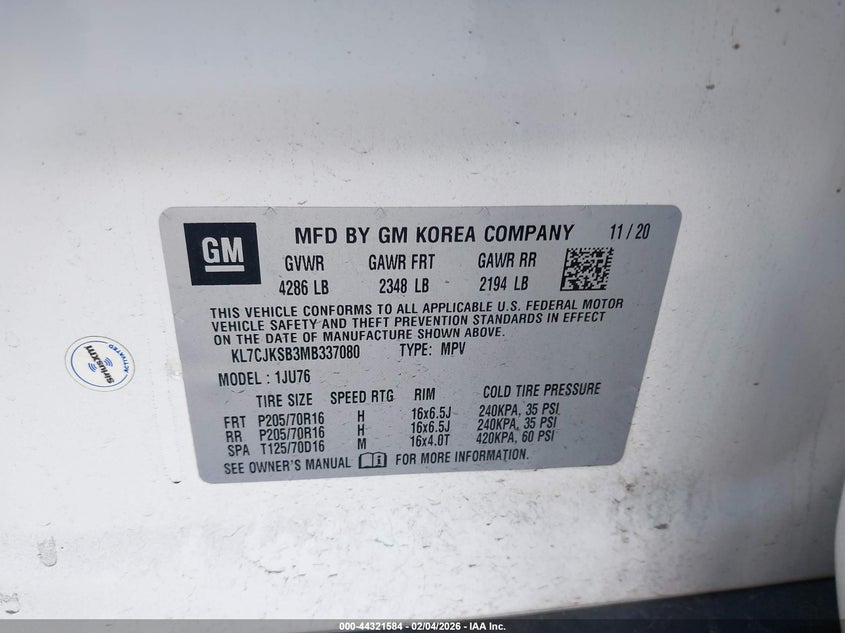 GM MFD BY GM KOREA COMPANY 11 / 20
GVWR GAWR FRT GAWR RR
4286 LB 2348 LB 2194 LB
THIS VEHICLE CONFORMS TO ALL APPLICABLE U.S. FEDERAL MOTOR
VEHICLE SAFETY AND THEFT PREVENTION STANDARDS IN EFFECT
ON THE DATE OF MANUFACTURE SHOWN ABOVE.
KL7CJKSB3MB337080 TYPE: MPV
MODEL : 1JU76
TIRE SIZE SPEED RTG RIM COLD TIRE PRESSURE
FRT P205/70R16 H 16x6.5J 240KPA, 35 PSI
RR P205/70R16 H 16x6.5J 240KPA, 35 PSI
SPA T125/70D16 M 16x4.0T 420KPA, 60 PSI
SEE OWNER'S MANUAL FOR MORE INFORMATION.
siriusxm
ACTIVATED
000-44321584 - 02/04/2026 - IAA Inc.